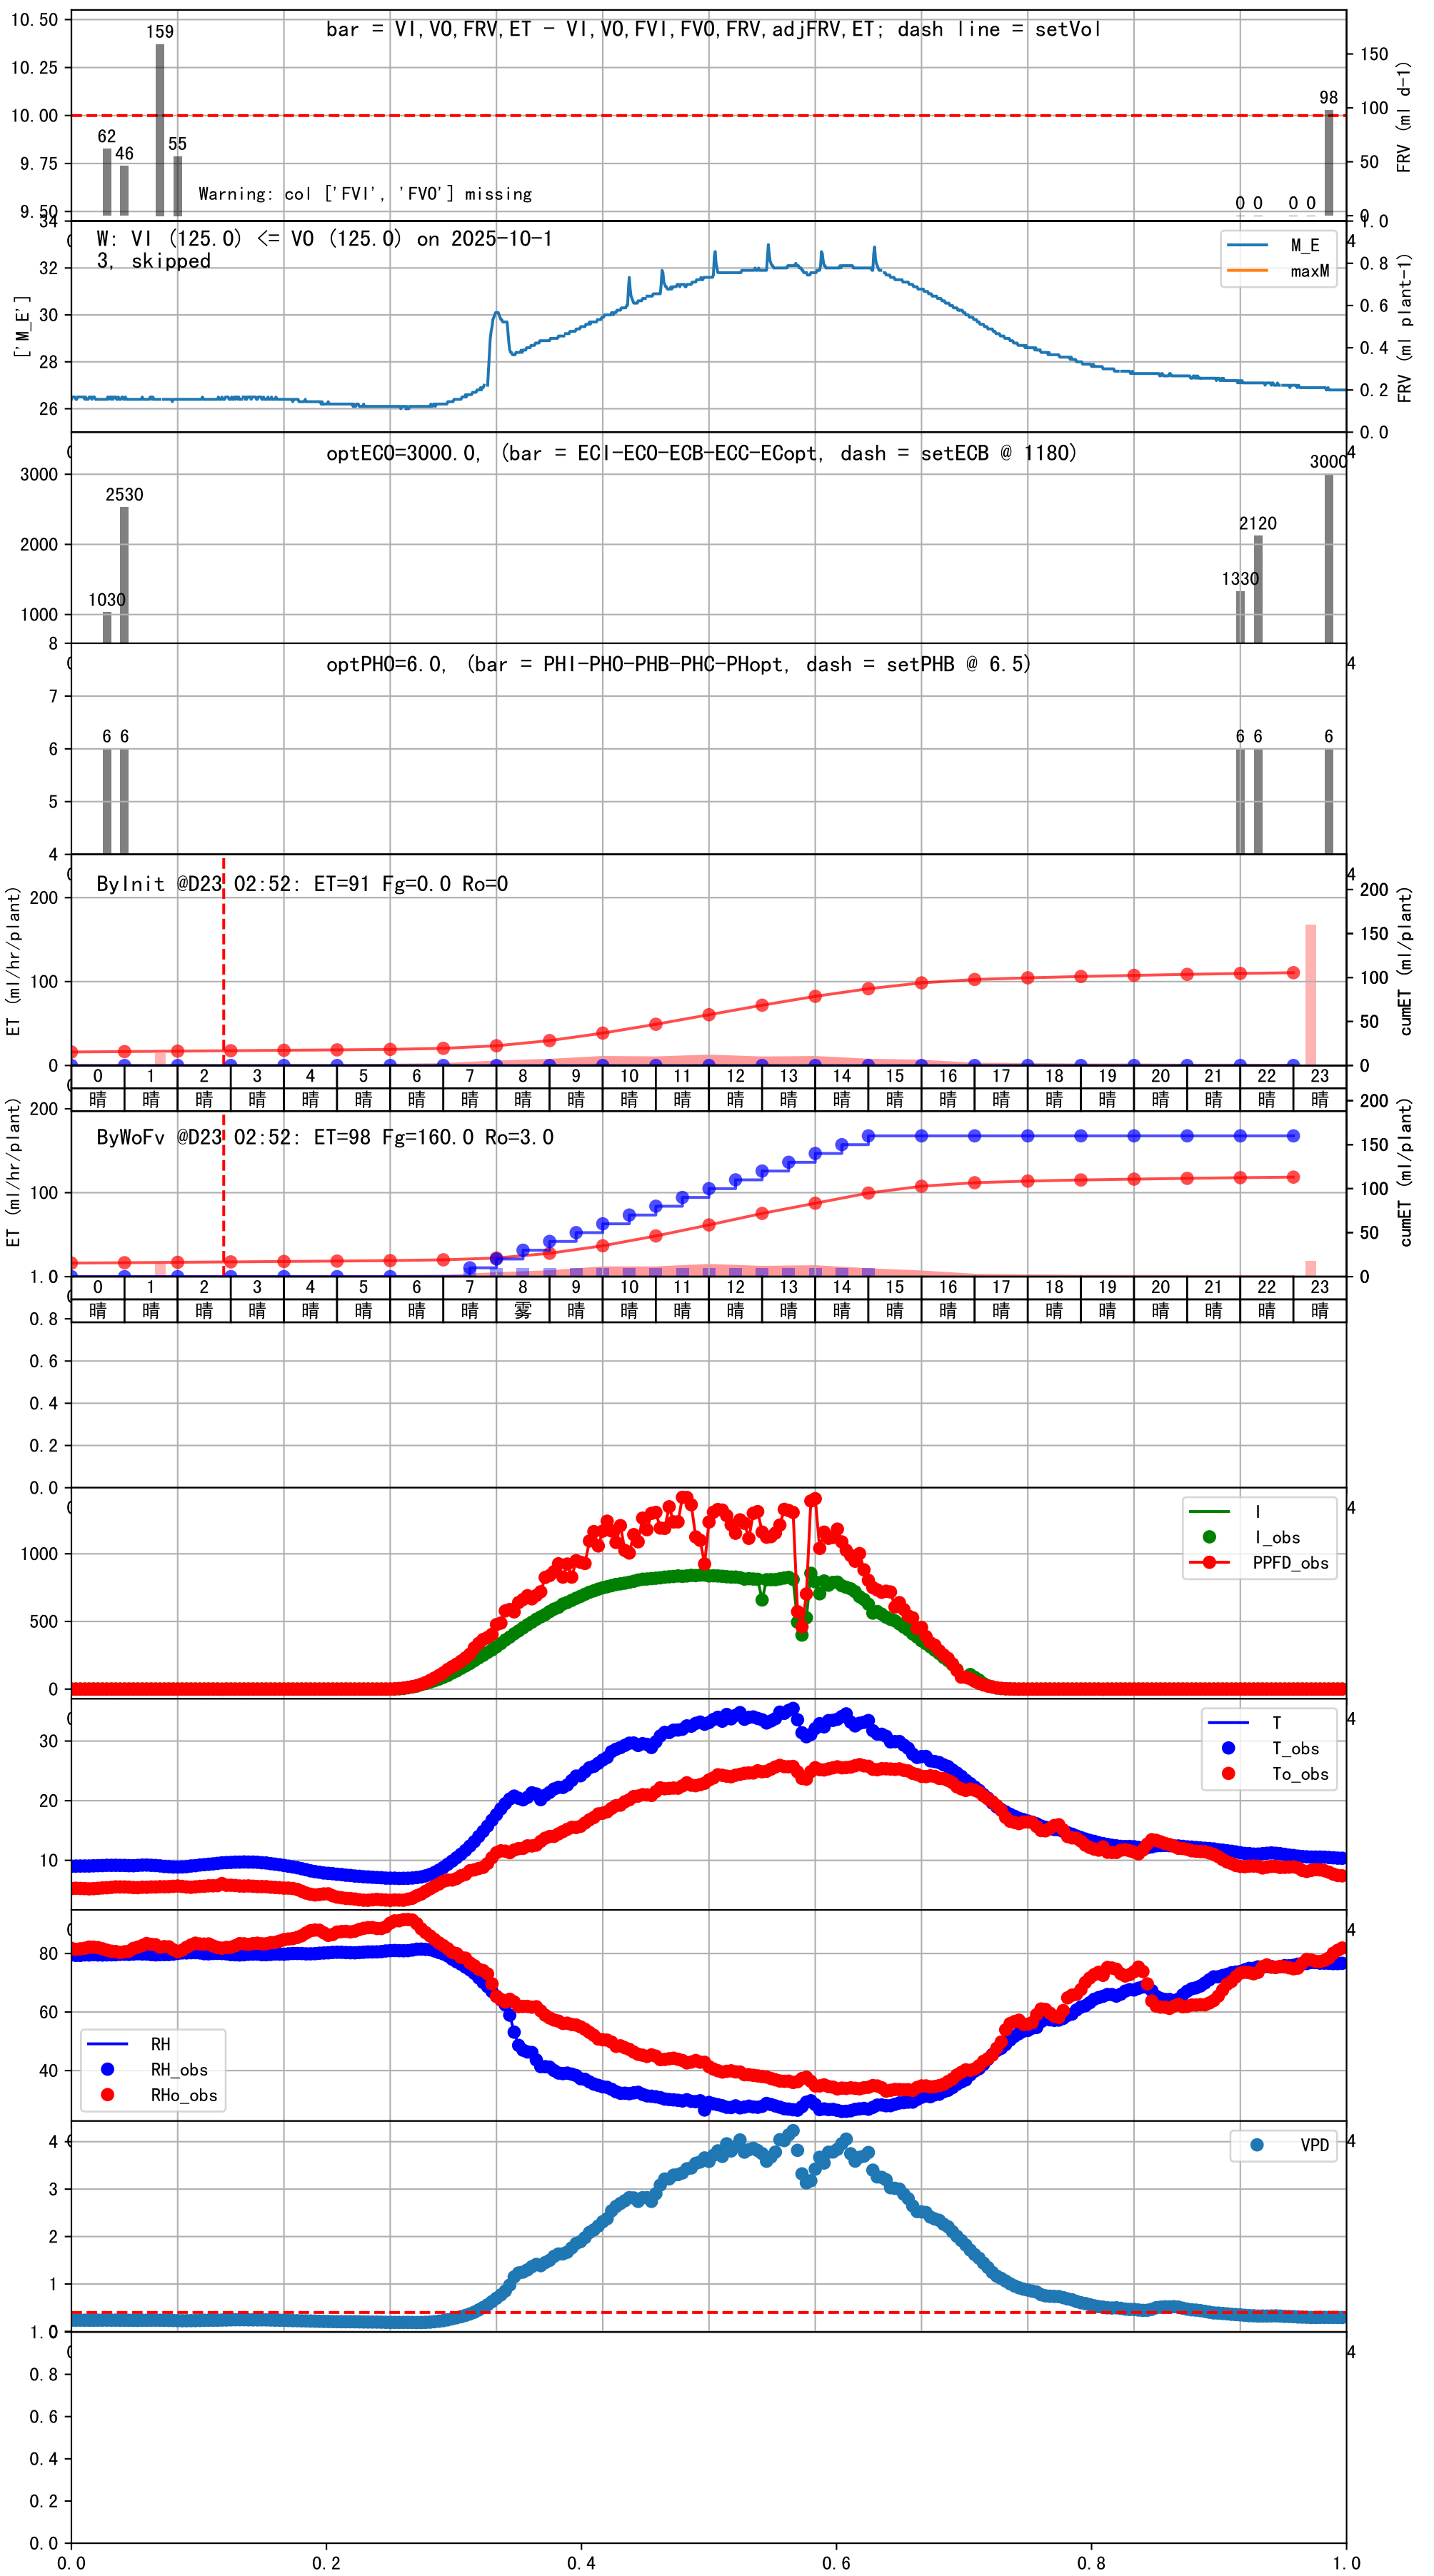 bar = VI,VO,FRV,ET - VI,VO,FVI,FVO,FRV,adjFRV,ET; dash line = setVol
10.50
10.25
10.00
9.75
9.50
159
62
46
55
98
0 0 0 0
Warning: col ['FVI', 'FVO'] missing
150
100
50
0
FRV (ml d-1)
W: VI (125.0) <= VO (125.0) on 2025-10-1
3, skipped
34
32
30
28
26
['M_E']
M_E
maxM
1.0
0.8
0.6
0.4
0.2
0.0
FRV (ml plant-1)
4
optECO=3000.0, (bar = ECI-ECO-ECB-ECC-ECopt, dash = setECB @ 1180)
3000
2000
1000
1030
2530
1330
2120
3000
4
optPHO=6.0, (bar = PHI-PHO-PHB-PHC-PHopt, dash = setPHB @ 6.5)
8
7
6
5
4
6 6 6 6 6
4
ByInit @D23 02:52: ET=91 Fg=0.0 Ro=0
ET (ml/hr/plant)
200
100
0
200
150
100
50
0
cumET (ml/plant)
4
0 1 2 3 4 5 6 7 8 9 10 11 12 13 14 15 16 17 18 19 20 21 22 23
晴 晴 晴 晴 晴 晴 晴 晴 晴 晴 晴 晴 晴 晴 晴 晴 晴 晴 晴 晴 晴 晴 晴 晴
ByWoFv @D23 02:52: ET=98 Fg=160.0 Ro=3.0
ET (ml/hr/plant)
200
100
200
150
100
50
0
cumET (ml/plant)
0 1 2 3 4 5 6 7 8 9 10 11 12 13 14 15 16 17 18 19 20 21 22 23
晴 晴 晴 晴 晴 晴 晴 晴 雾 晴 晴 晴 晴 晴 晴 晴 晴 晴 晴 晴 晴 晴 晴 晴
1.0
0.8
0.6
0.4
0.2
0.0
1000
500
0
I
I_obs
PPFD_obs
4
30
20
10
T
T_obs
To_obs
4
80
60
40
RH
RH_obs
RHo_obs
4
4
3
2
1
0
VPD
4
1.0
0.8
0.6
0.4
0.2
0.0
4
0.0 0.2 0.4 0.6 0.8 1.0